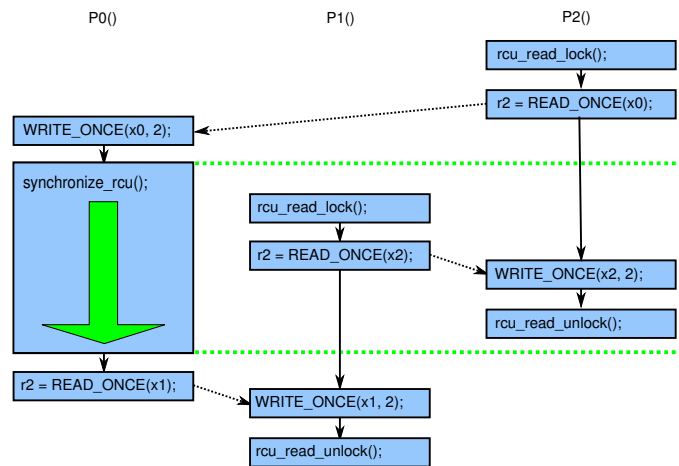 P0()
P1()
P2()
rcu_read_lock();
r2 = READ_ONCE(x0);
WRITE_ONCE(x0, 2);
synchronize_rcu();
rcu_read_lock();
r2 = READ_ONCE(x2);
WRITE_ONCE(x2, 2);
rcu_read_unlock();
r2 = READ_ONCE(x1);
WRITE_ONCE(x1, 2);
rcu_read_unlock();